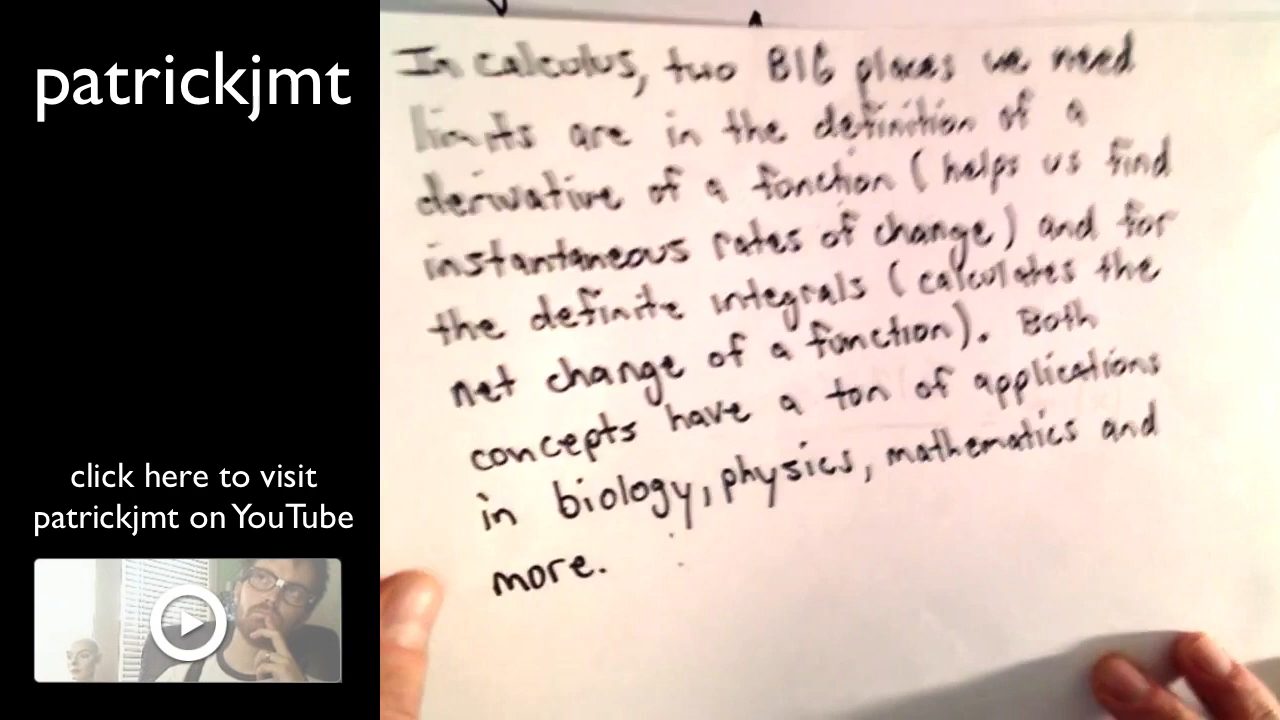 patrickjmt
click here to visit
patrickjmt on YouTube
In calculus, two BIG places we need
limits are in the definition of a
derivative of a function (helps us find
instantaneous rates of change) and for
the definite integrals (calculates the
net change of a function). Both
concepts have a ton of applications
in biology, physics, mathematics and
more.